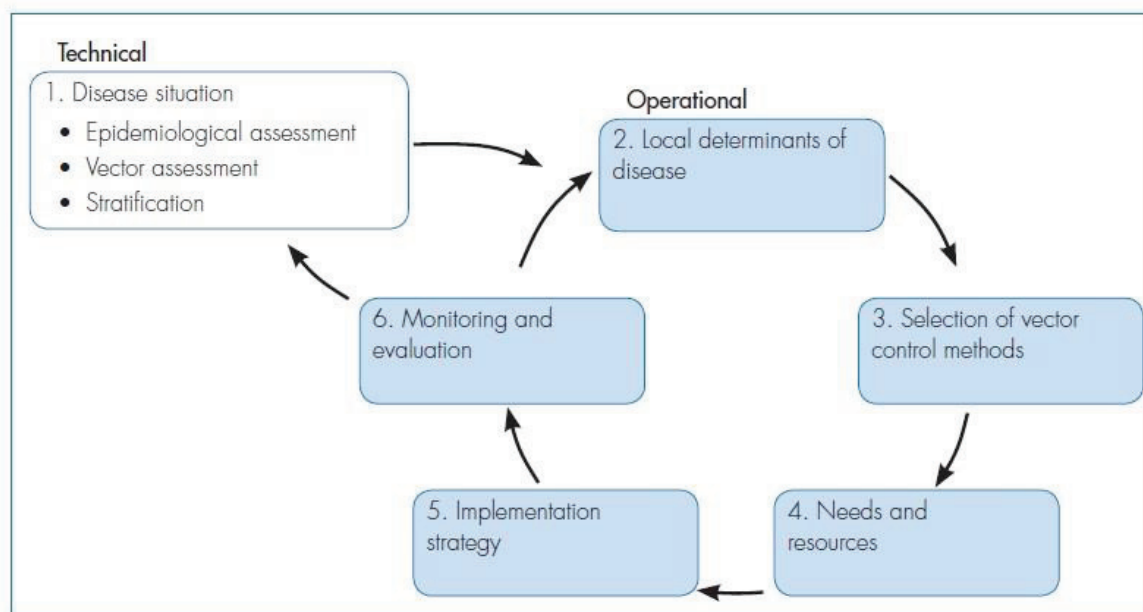 Technical
1. Disease situation
• Epidemiological assessment
• Vector assessment
• Stratification
Operational
2. Local determinants of
disease
3. Selection of vector
control methods
4. Needs and
resources
5. Implementation
strategy
6. Monitoring and
evaluation